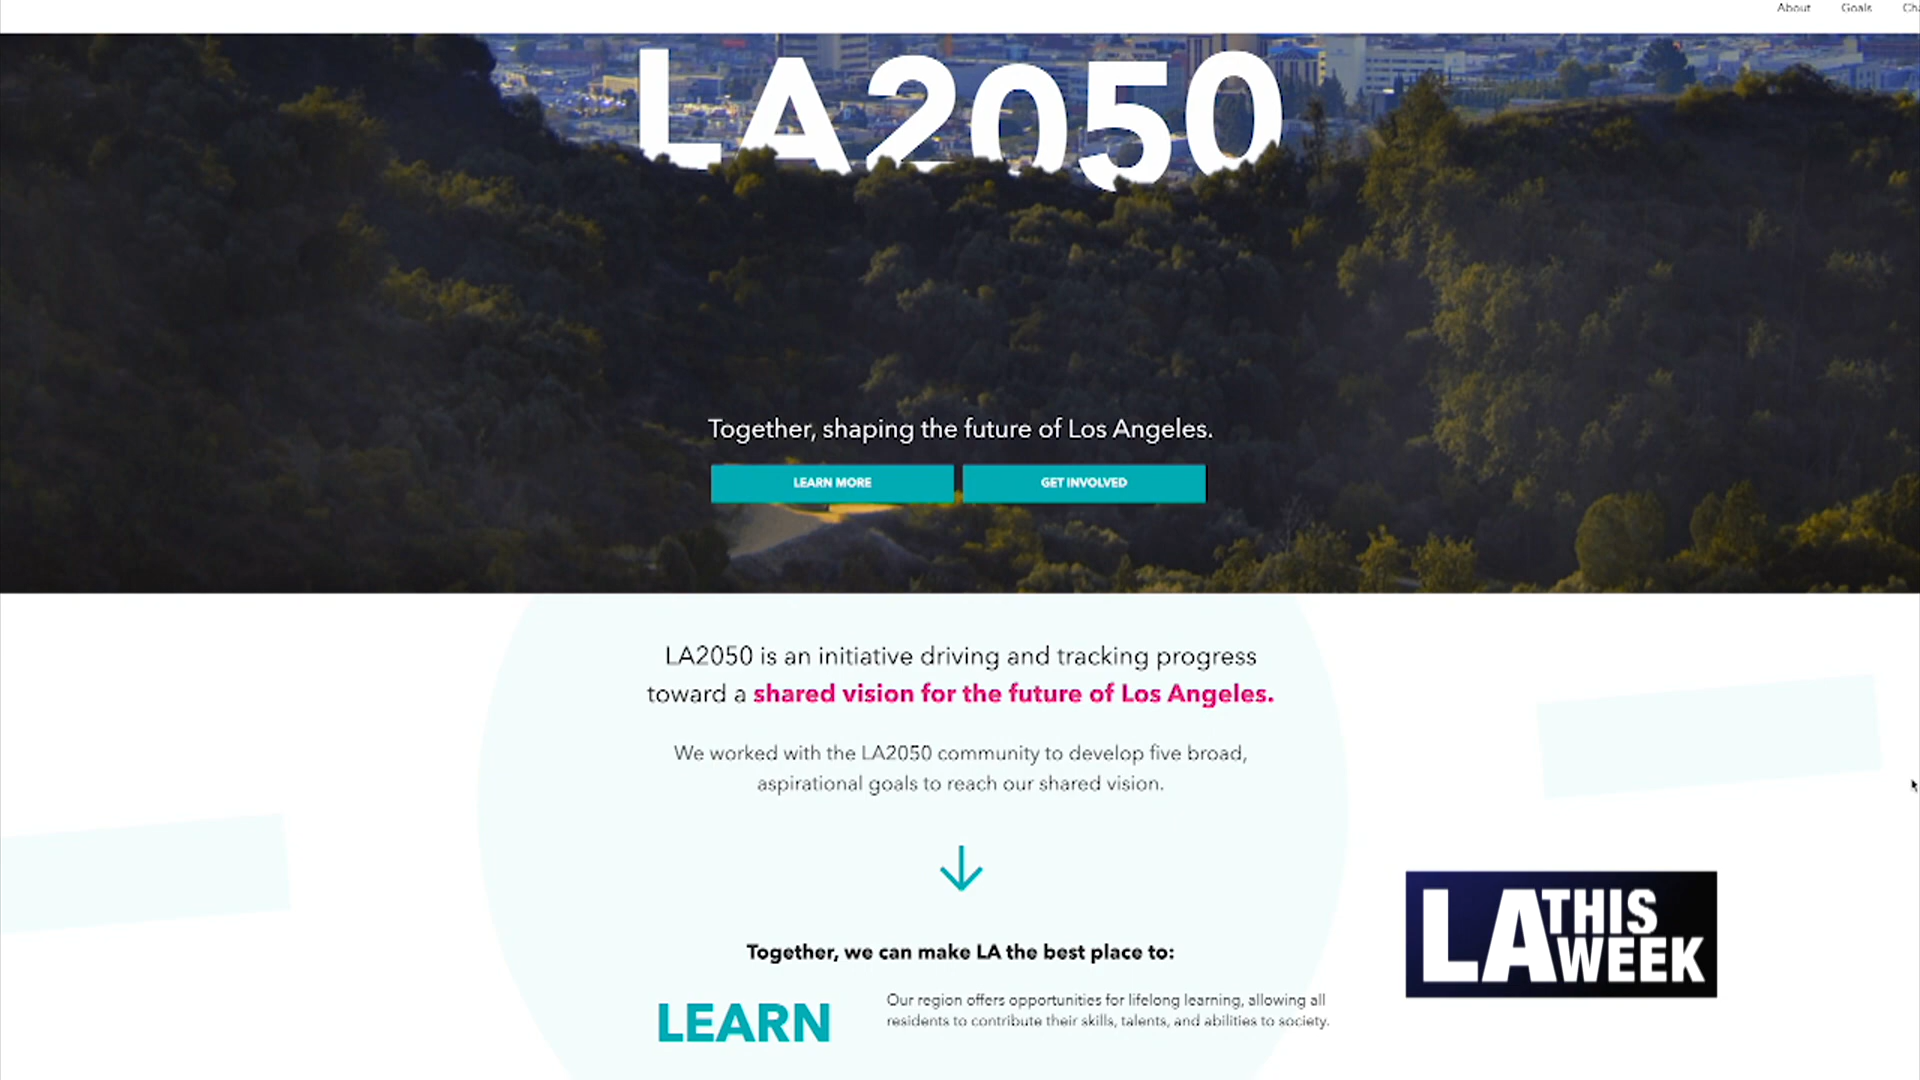 About Goals
LA2050
Together, shaping the future of Los Angeles.
LEARN MORE GET INVOLVED
LA2050 is an initiative driving and tracking progress
toward a shared vision for the future of Los Angeles.
We worked with the LA2050 community to develop five broad,
aspirational goals to reach our shared vision.
Together, we can make LA the best place to:
LEARN
Our region offers opportunities for lifelong learning, allowing all
residents to contribute their skills, talents, and abilities to society.
LA THIS
WEEK